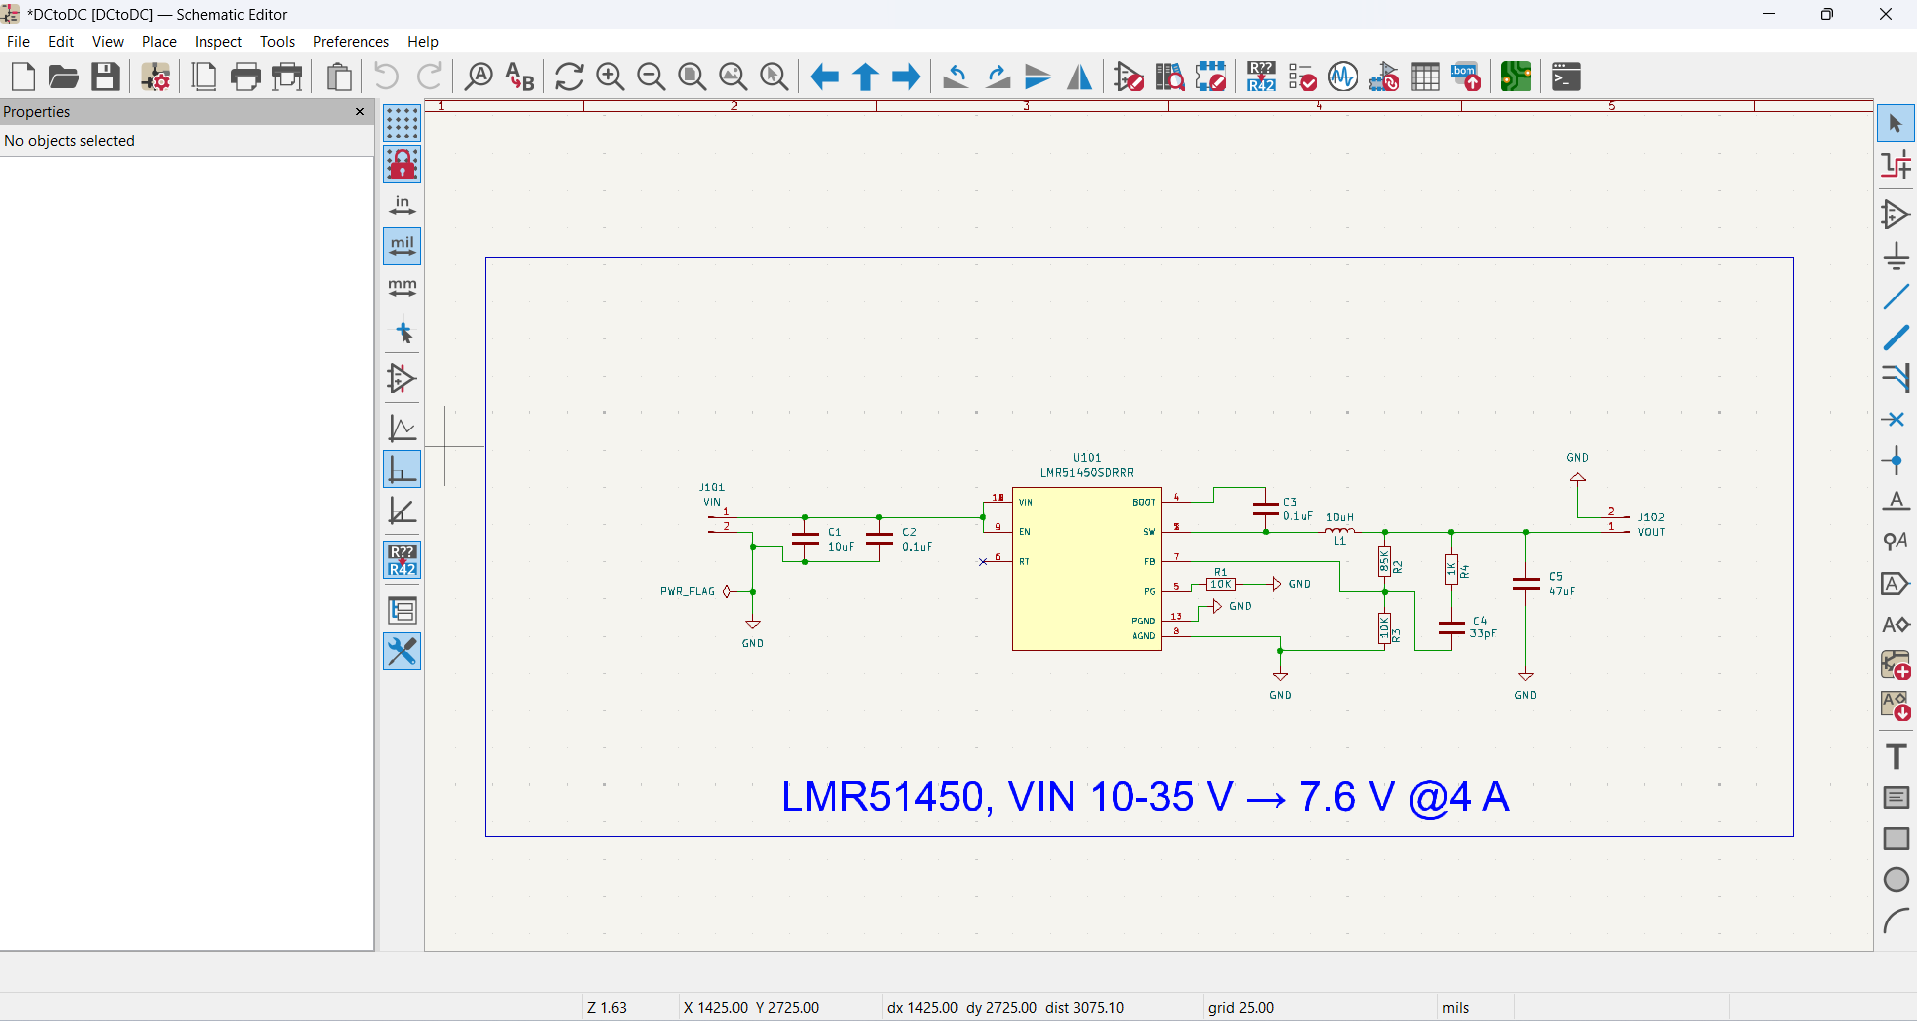 *DCtoDC [DCtoDC] — Schematic Editor
File Edit View Place Inspect Tools Preferences Help
Properties
No objects selected
in
mil
mm
R??
R42
R??
R42
.bom
1 2 3 4 5
U101
LMR51450SDRRR
J101
VIN
1
2
C1
10uF
C2
0.1uF
PWR_FLAG
GND
9
6
VIN
EN
RT
BOOT
SW
FB
PG
PGND
AGND
4
7
5
13
8
C3
0.1uF
10uH
L1
R1
10K
GND
GND
85K
R2
10K
R3
1K
R4
C4
33pF
GND
C5
47uF
GND
GND
2
1
J102
VOUT
LMR51450, VIN 10-35 V → 7.6 V @4 A
Z 1.63
X 1425.00 Y 2725.00
dx 1425.00 dy 2725.00 dist 3075.10
grid 25.00
mils